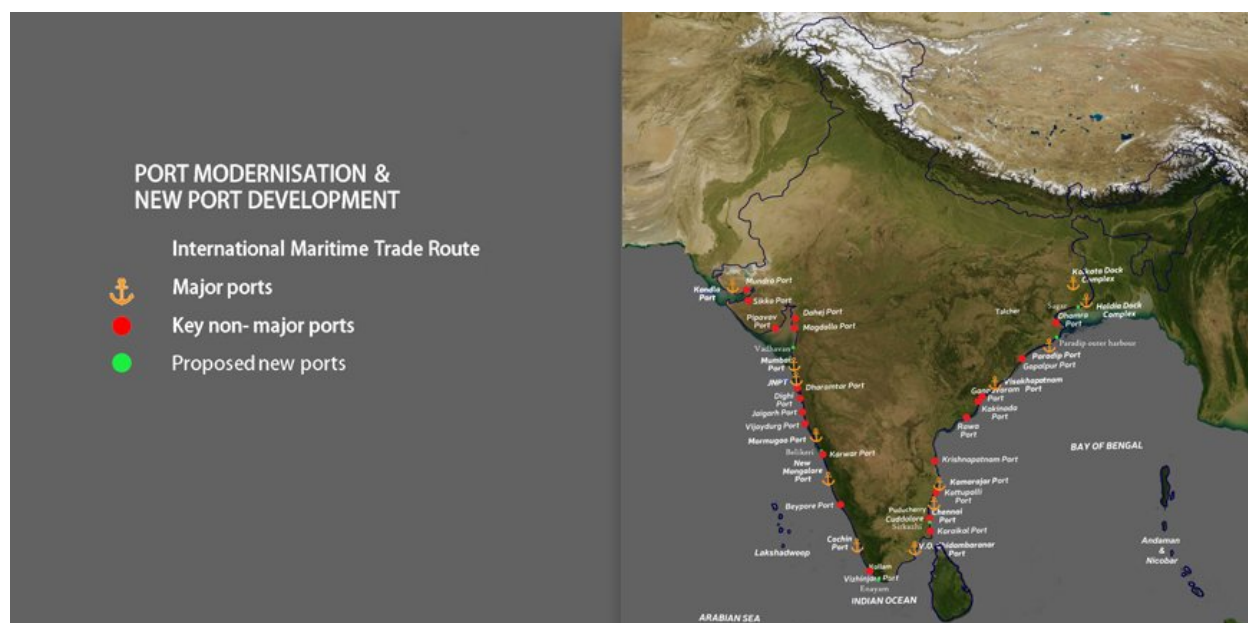 PORT MODERNISATION &
NEW PORT DEVELOPMENT
International Maritime Trade Route
Major ports
Key non- major ports
Proposed new ports
Kandla
Port
Mundra Port
Sikka Port
Pipavav
Port
Dahej Port
Magdalla Port
Vadhavan
Mumbai
Port
JNPT
Dharamtar Port
Dighi
Port
Jaigarh Port
Vijaydurg Port
Mormugao Port
Belikeri
Karwar Port
New
Mangalore
Port
Beypore Port
Lakshadweep
Cochin
Port
Kollam
Vizhinjam Port
Enayam
INDIAN OCEAN
ARABIAN SEA
Kolkata Dock
Complex
Haldia Dock
Complex
Sagar
Talcher
Dhamra
Port
Paradip outer harbour
Paradip Port
Gopalpur Port
Visakhapatnam
Port
Gangavaram
Port
Kakinada
Port
Rawa
Port
BAY OF BENGAL
Krishnapatnam Port
Kamarajar Port
Kattupalli
Port
Puducherry
Chennai
Port
Cuddolore
Sirkazhi
Karaikal Port
V.O. Chidambaranar
Port
Andaman
&
Nicobar